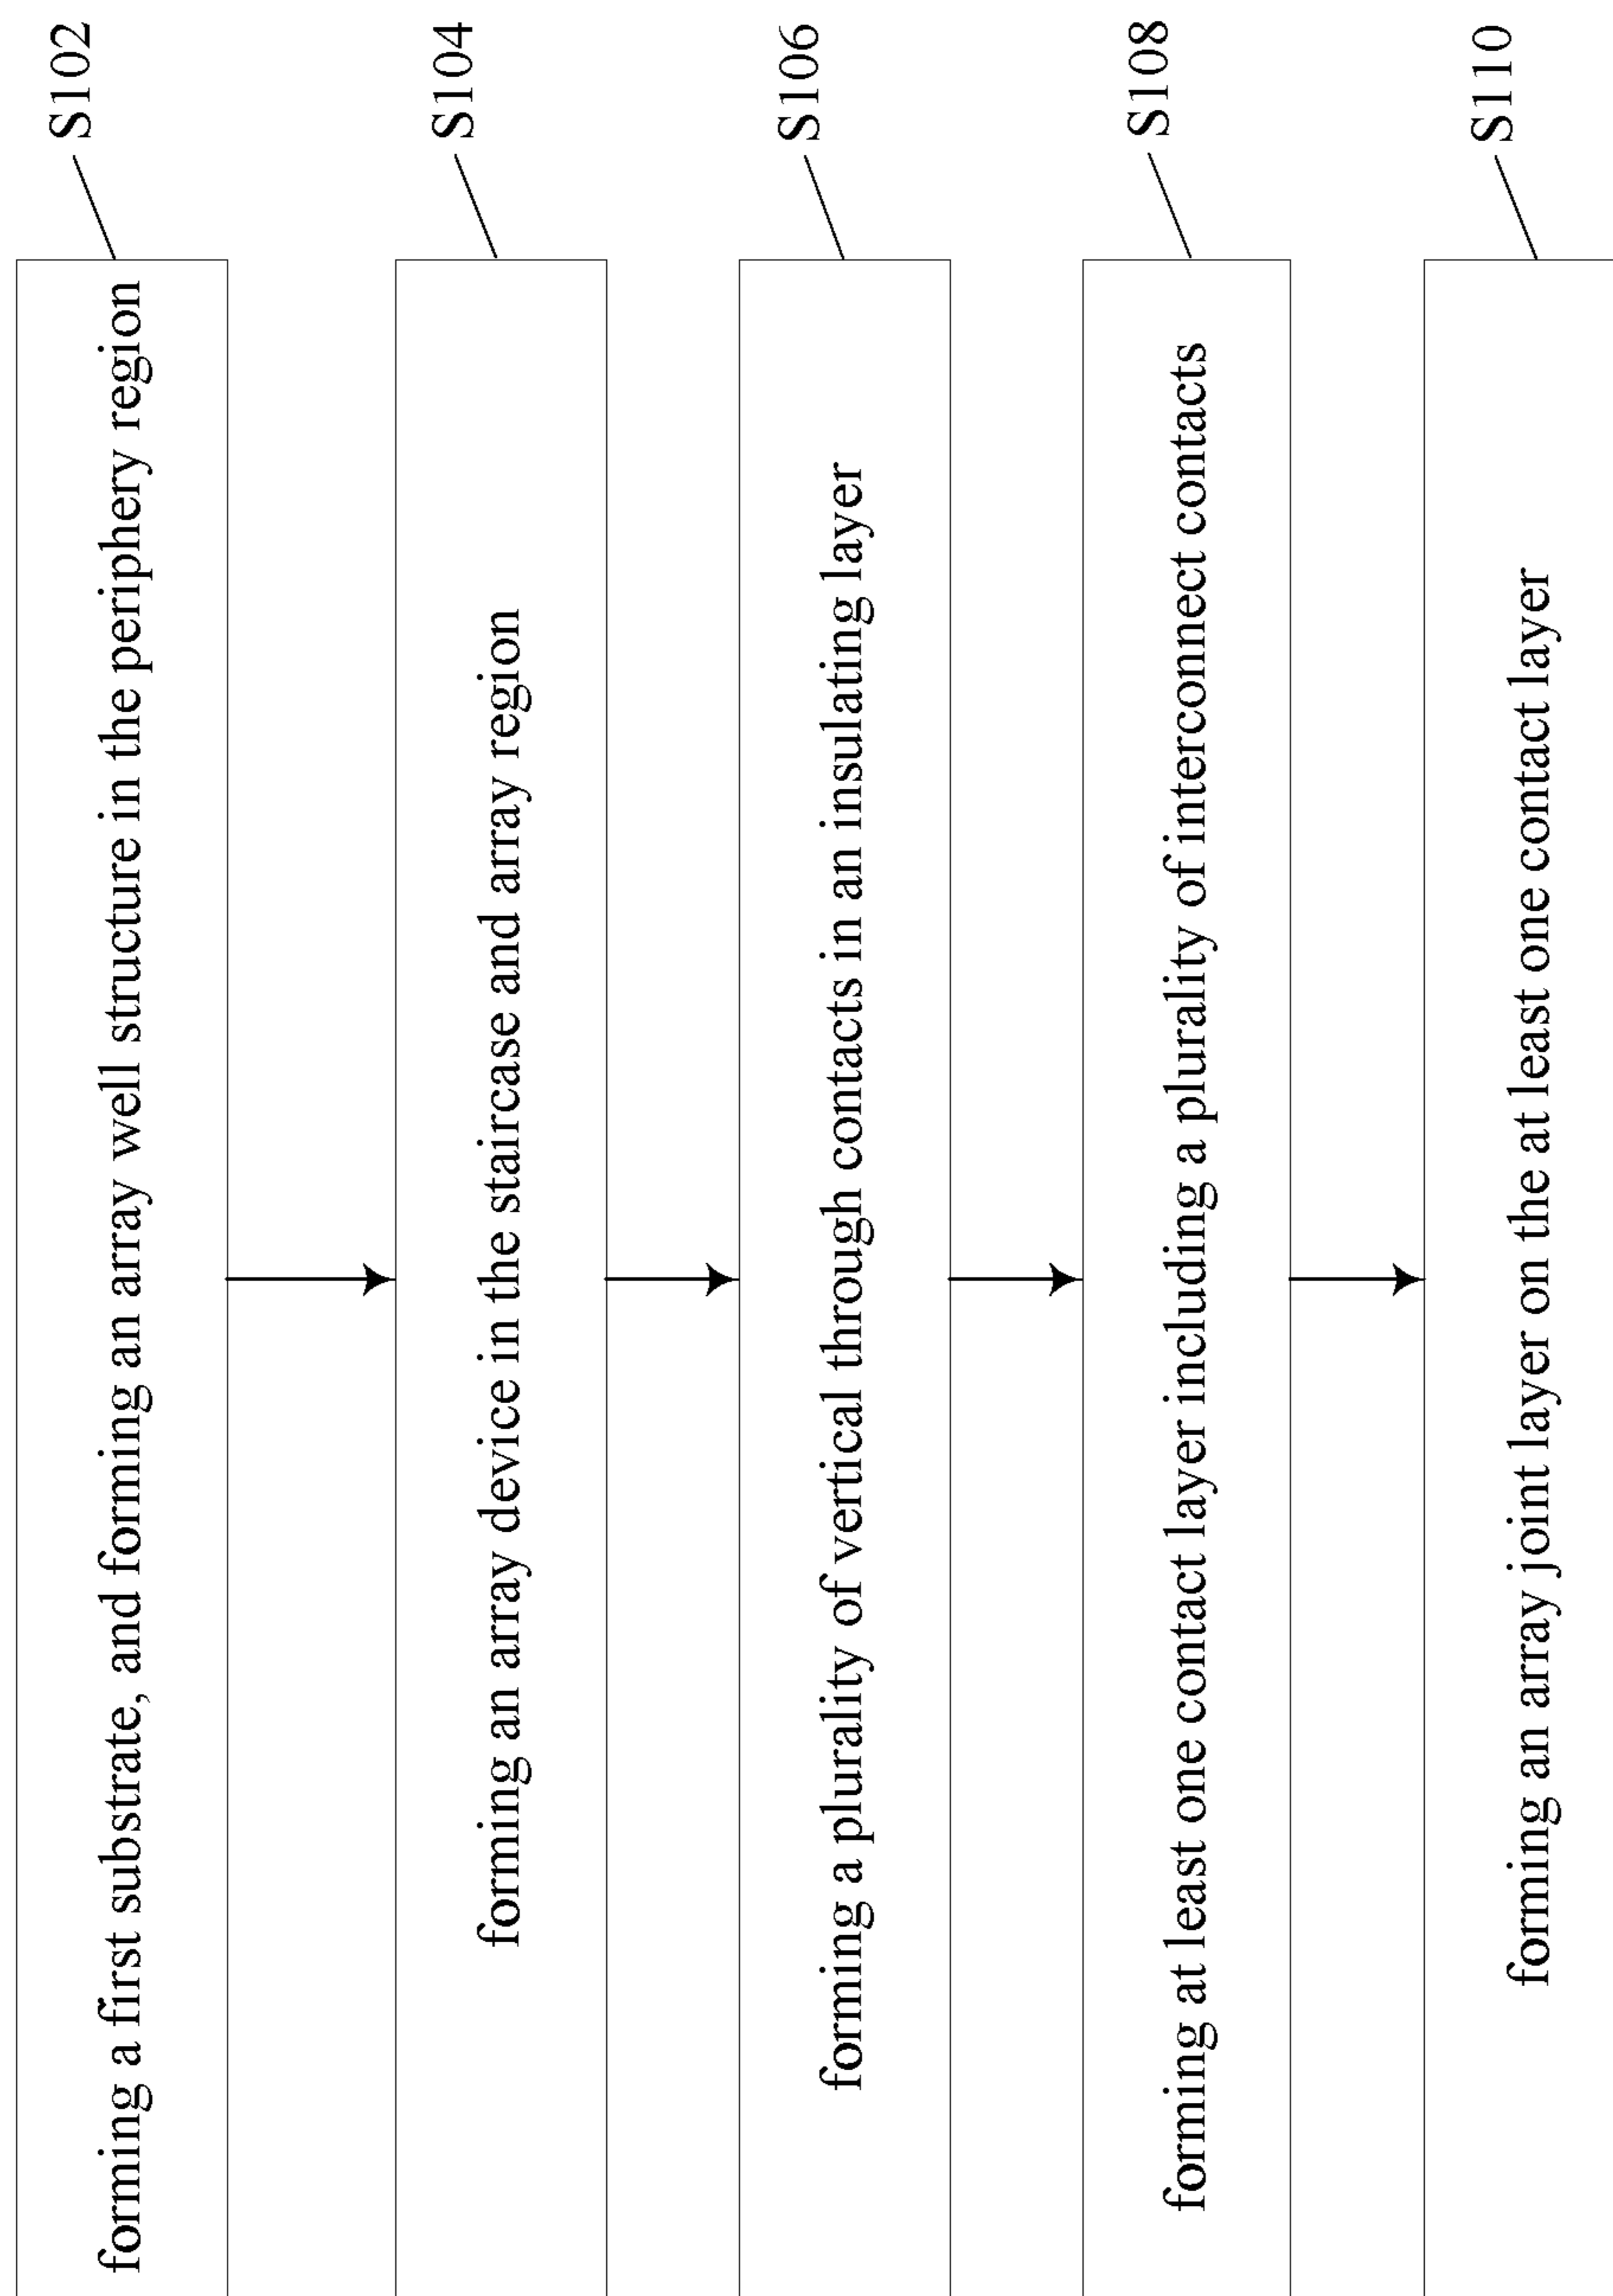 S102
forming a first substrate, and forming an array well structure in the periphery region
S104
forming an array device in the staircase and array region
S106
forming a plurality of vertical through contacts in an insulating layer
S108
forming at least one contact layer including a plurality of interconnect contacts
S110
forming an array joint layer on the at least one contact layer